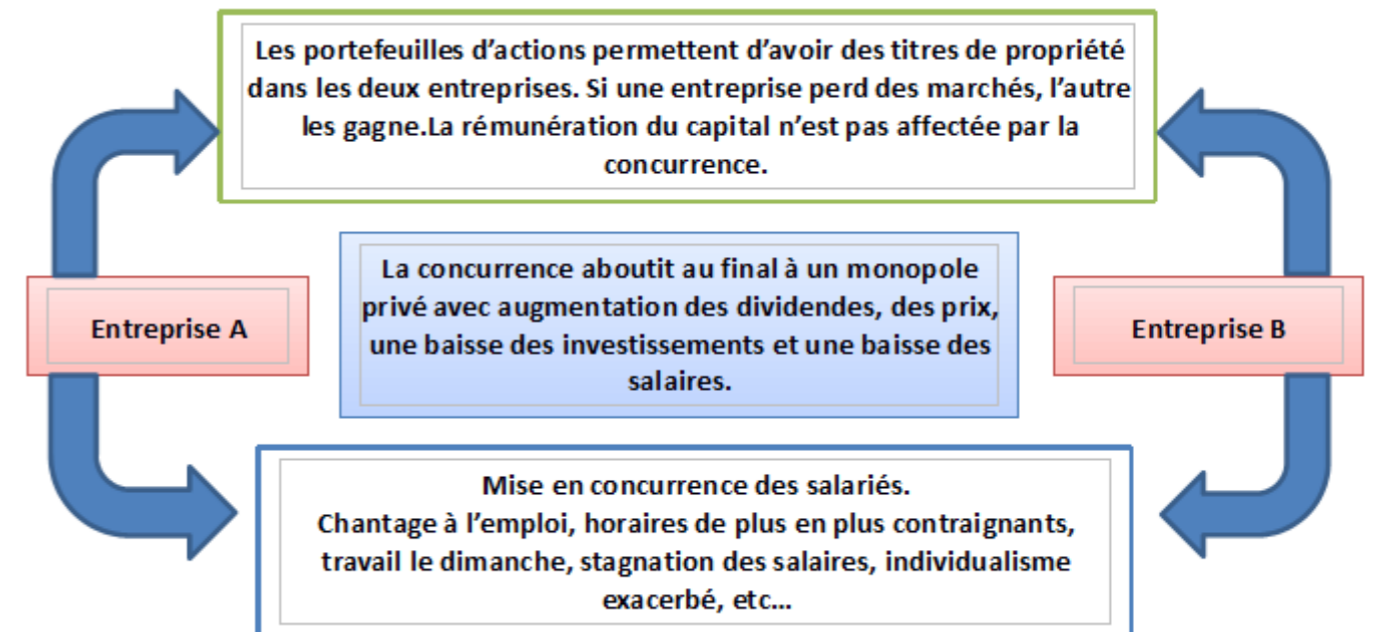 Les portefeuilles d’actions permettent d’avoir des titres de propriété
dans les deux entreprises. Si une entreprise perd des marchés, l’autre
les gagne.La rémunération du capital n’est pas affectée par la
concurrence.
Entreprise A
La concurrence aboutit au final à un monopole
privé avec augmentation des dividendes, des prix,
une baisse des investissements et une baisse des
salaires.
Entreprise B
Mise en concurrence des salariés.
Chantage à l’emploi, horaires de plus en plus contraignants,
travail le dimanche, stagnation des salaires, individualisme
exacerbé, etc...